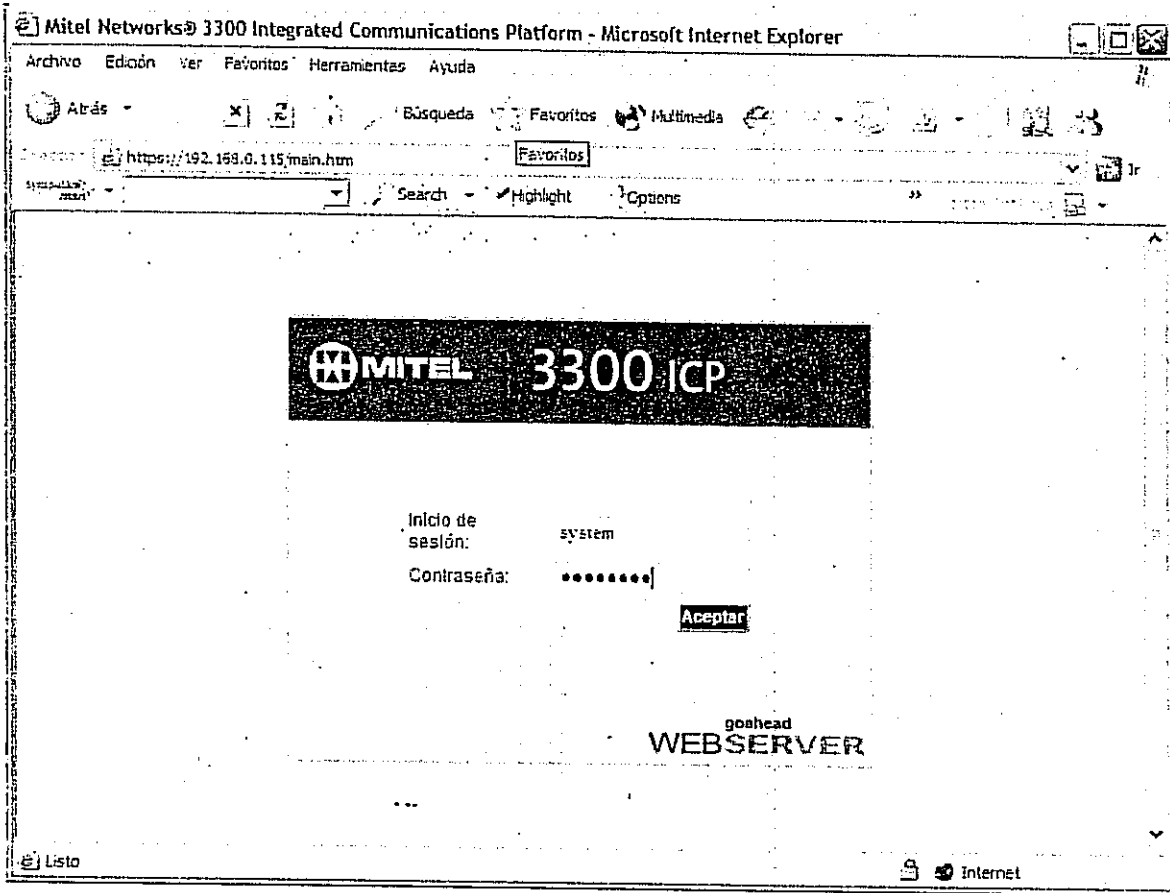 Mitel Networks® 3300 Integrated Communications Platform - Microsoft Internet Explorer
Archivo Edición Ver Favoritos Herramientas Ayuda
Atrás Búsqueda Favoritos Multimedia
https://192.168.0.115/main.htm Favoritos Ir
Search Highlight Options »
MITEL 3300 ICP
Inicio de
sesión: system
Contraseña: ••••••••
Aceptar
goahead
WEBSERVER
Listo Internet